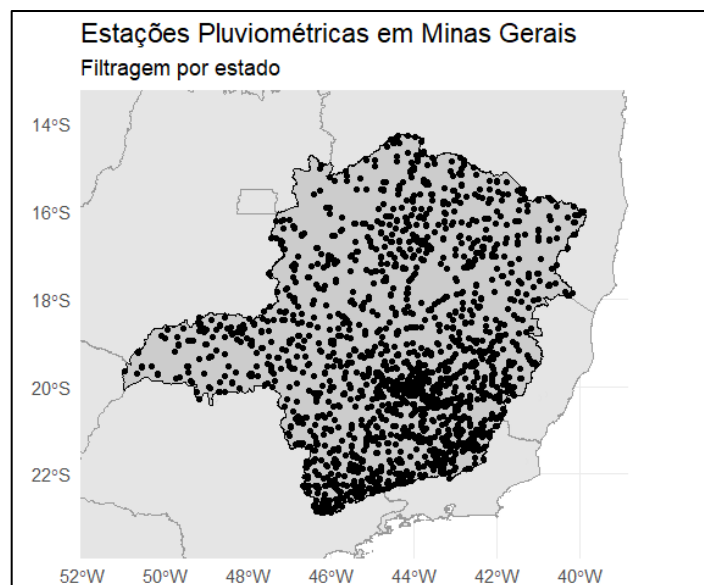 Estações Pluviométricas em Minas Gerais
Filtragem por estado
14°S
16°S
18°S
20°S
22°S
52°W 50°W 48°W 46°W 44°W 42°W 40°W